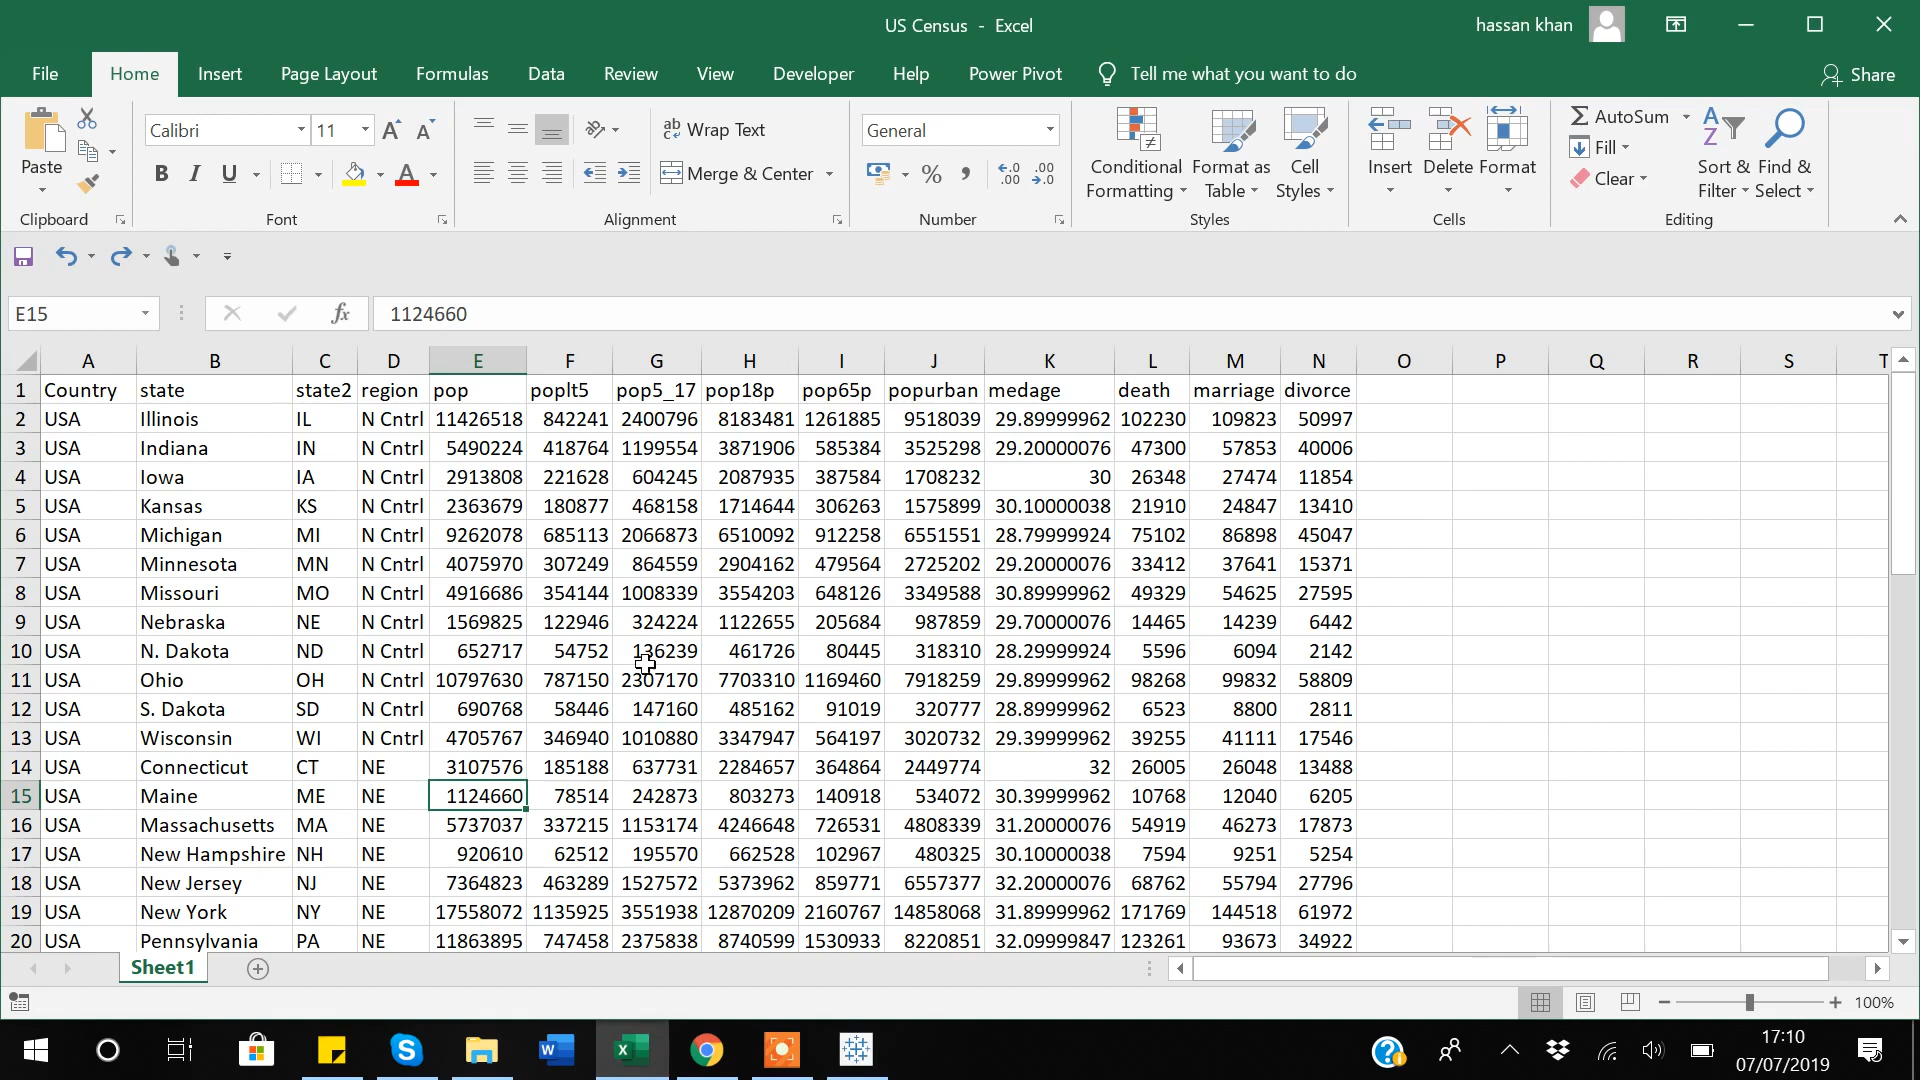 US Census - Excel
hassan khan
File Home Insert Page Layout Formulas Data Review View Developer Help Power Pivot Tell me what you want to do Share
Paste
Clipboard
Calibri 11
B I U A
Font
ab Wrap Text
Merge & Center
Alignment
General
% , .0 .00 .00 .0
Number
Conditional Formatting
Format as Table
Cell Styles
Styles
Insert Delete Format
Cells
AutoSum
Fill
Clear
Sort & Filter
Find & Select
Editing
E15 fx 1124660
A B C D E F G H I J K L M N O P Q R S T
1 Country state state2 region pop poplt5 pop5_17 pop18p pop65p popurban medage death marriage divorce
2 USA Illinois IL N Cntrl 11426518 842241 2400796 8183481 1261885 9518039 29.89999962 102230 109823 50997
3 USA Indiana IN N Cntrl 5490224 418764 1199554 3871906 585384 3525298 29.20000076 47300 57853 40006
4 USA Iowa IA N Cntrl 2913808 221628 604245 2087935 387584 1708232 30 26348 27474 11854
5 USA Kansas KS N Cntrl 2363679 180877 468158 1714644 306263 1575899 30.10000038 21910 24847 13410
6 USA Michigan MI N Cntrl 9262078 685113 2066873 6510092 912258 6551551 28.79999924 75102 86898 45047
7 USA Minnesota MN N Cntrl 4075970 307249 864559 2904162 479564 2725202 29.20000076 33412 37641 15371
8 USA Missouri MO N Cntrl 4916686 354144 1008339 3554203 648126 3349588 30.89999962 49329 54625 27595
9 USA Nebraska NE N Cntrl 1569825 122946 324224 1122655 205684 987859 29.70000076 14465 14239 6442
10 USA N. Dakota ND N Cntrl 652717 54752 136239 461726 80445 318310 28.29999924 5596 6094 2142
11 USA Ohio OH N Cntrl 10797630 787150 2307170 7703310 1169460 7918259 29.89999962 98268 99832 58809
12 USA S. Dakota SD N Cntrl 690768 58446 147160 485162 91019 320777 28.89999962 6523 8800 2811
13 USA Wisconsin WI N Cntrl 4705767 346940 1010880 3347947 564197 3020732 29.39999962 39255 41111 17546
14 USA Connecticut CT NE 3107576 185188 637731 2284657 364864 2449774 32 26005 26048 13488
15 USA Maine ME NE 1124660 78514 242873 803273 140918 534072 30.39999962 10768 12040 6205
16 USA Massachusetts MA NE 5737037 337215 1153174 4246648 726531 4808339 31.20000076 54919 46273 17873
17 USA New Hampshire NH NE 920610 62512 195570 662528 102967 480325 30.10000038 7594 9251 5254
18 USA New Jersey NJ NE 7364823 463289 1527572 5373962 859771 6557377 32.20000076 68762 55794 27796
19 USA New York NY NE 17558072 1135925 3551938 12870209 2160767 14858068 31.89999962 171769 144518 61972
20 USA Pennsylvania PA NE 11863895 747458 2375838 8740599 1530933 8220851 32.09999847 123261 93673 34922
Sheet1
100%
17:10
07/07/2019